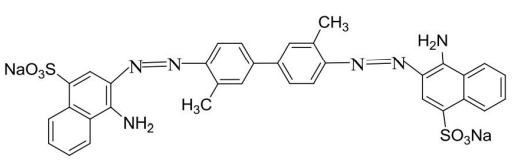 CH₃
H₂N
NaO₃S
N=N
N=N
H₃C
NH₂
SO₃Na